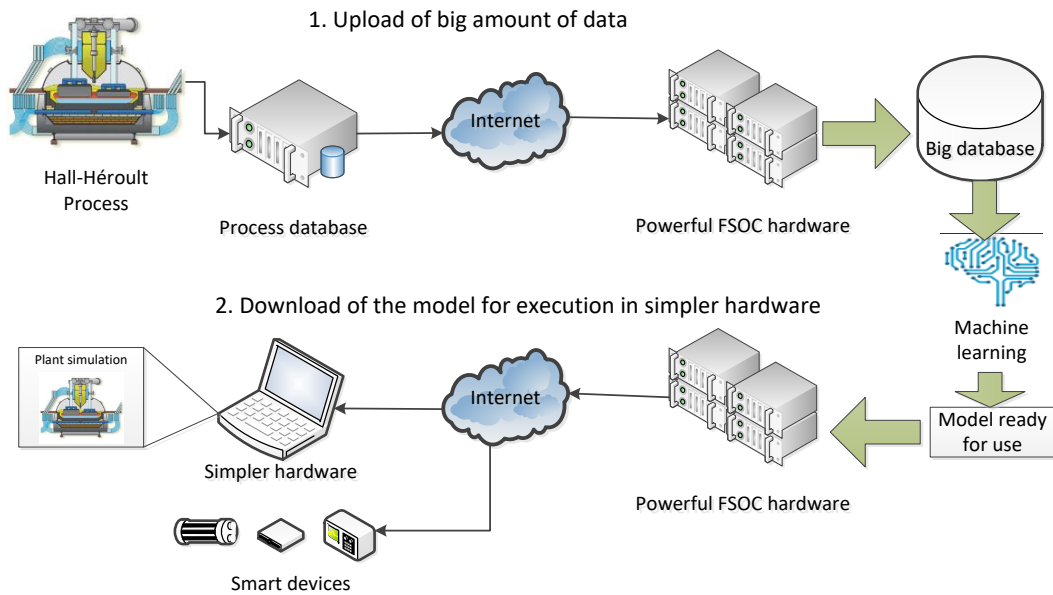 1. Upload of big amount of data
Internet
Big database
Hall-Héroult
Process
Process database
Powerful FSOC hardware
2. Download of the model for execution in simpler hardware
Machine
learning
Plant simulation
Internet
Model ready
for use
Simpler hardware
Powerful FSOC hardware
Smart devices